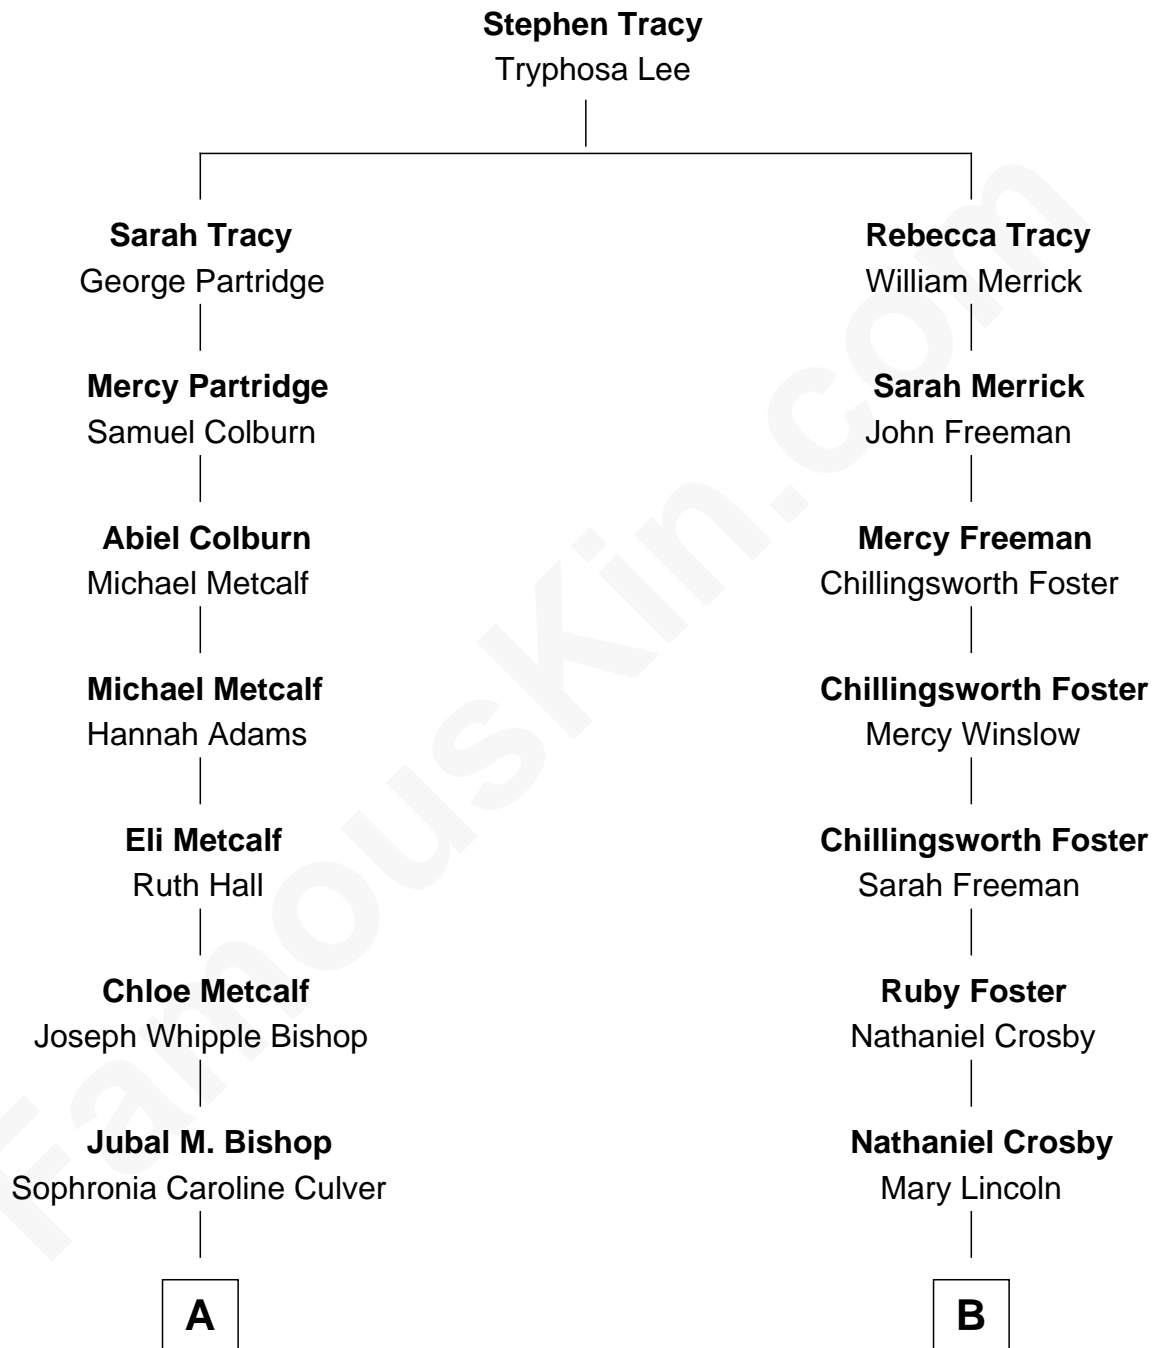 Stephen Tracy
Tryphosa Lee
Sarah Tracy
George Partridge
Rebecca Tracy
William Merrick
Mercy Partridge
Samuel Colburn
Sarah Merrick
John Freeman
Abiel Colburn
Michael Metcalf
Mercy Freeman
Chillingsworth Foster
Michael Metcalf
Hannah Adams
Chillingsworth Foster
Mercy Winslow
Eli Metcalf
Ruth Hall
Chillingsworth Foster
Sarah Freeman
Chloe Metcalf
Joseph Whipple Bishop
Ruby Foster
Nathaniel Crosby
Jubal M. Bishop
Sophronia Caroline Culver
Nathaniel Crosby
Mary Lincoln
A
B
FamousKin.com